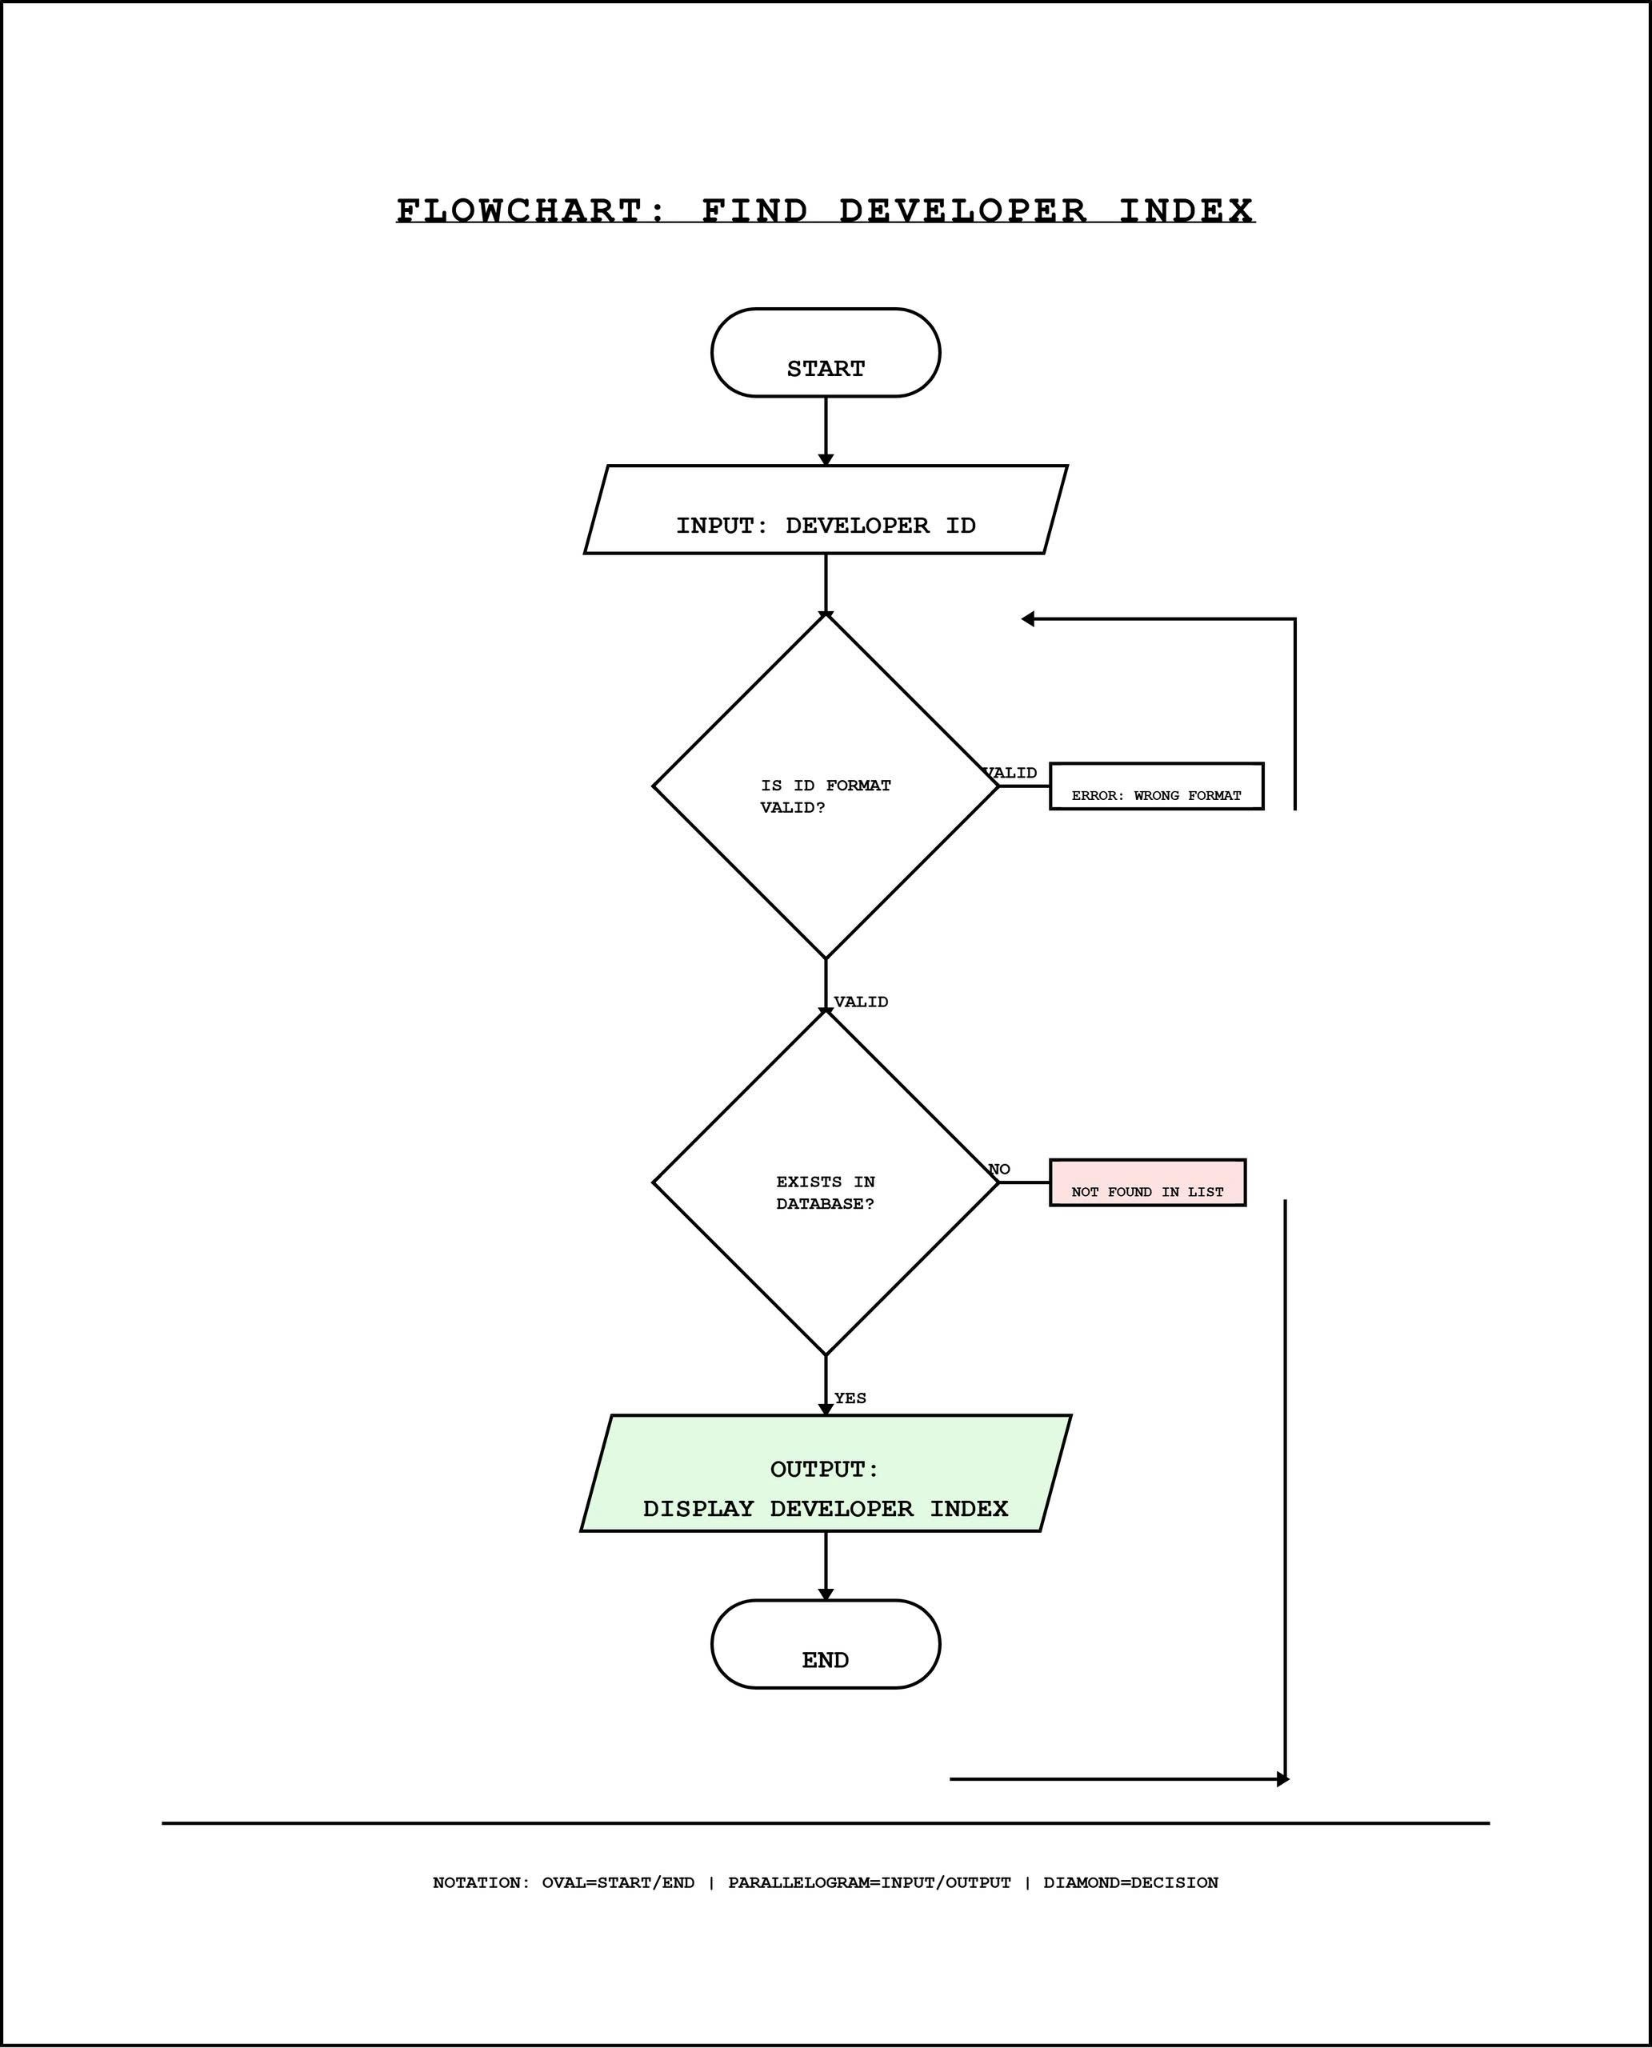 FLOWCHART: FIND DEVELOPER INDEX
START
INPUT: DEVELOPER ID
IS ID FORMAT
VALID?
VALID
ERROR: WRONG FORMAT
VALID
EXISTS IN
DATABASE?
NO
NOT FOUND IN LIST
YES
OUTPUT:
DISPLAY DEVELOPER INDEX
END
NOTATION: OVAL=START/END | PARALLELOGRAM=INPUT/OUTPUT | DIAMOND=DECISION